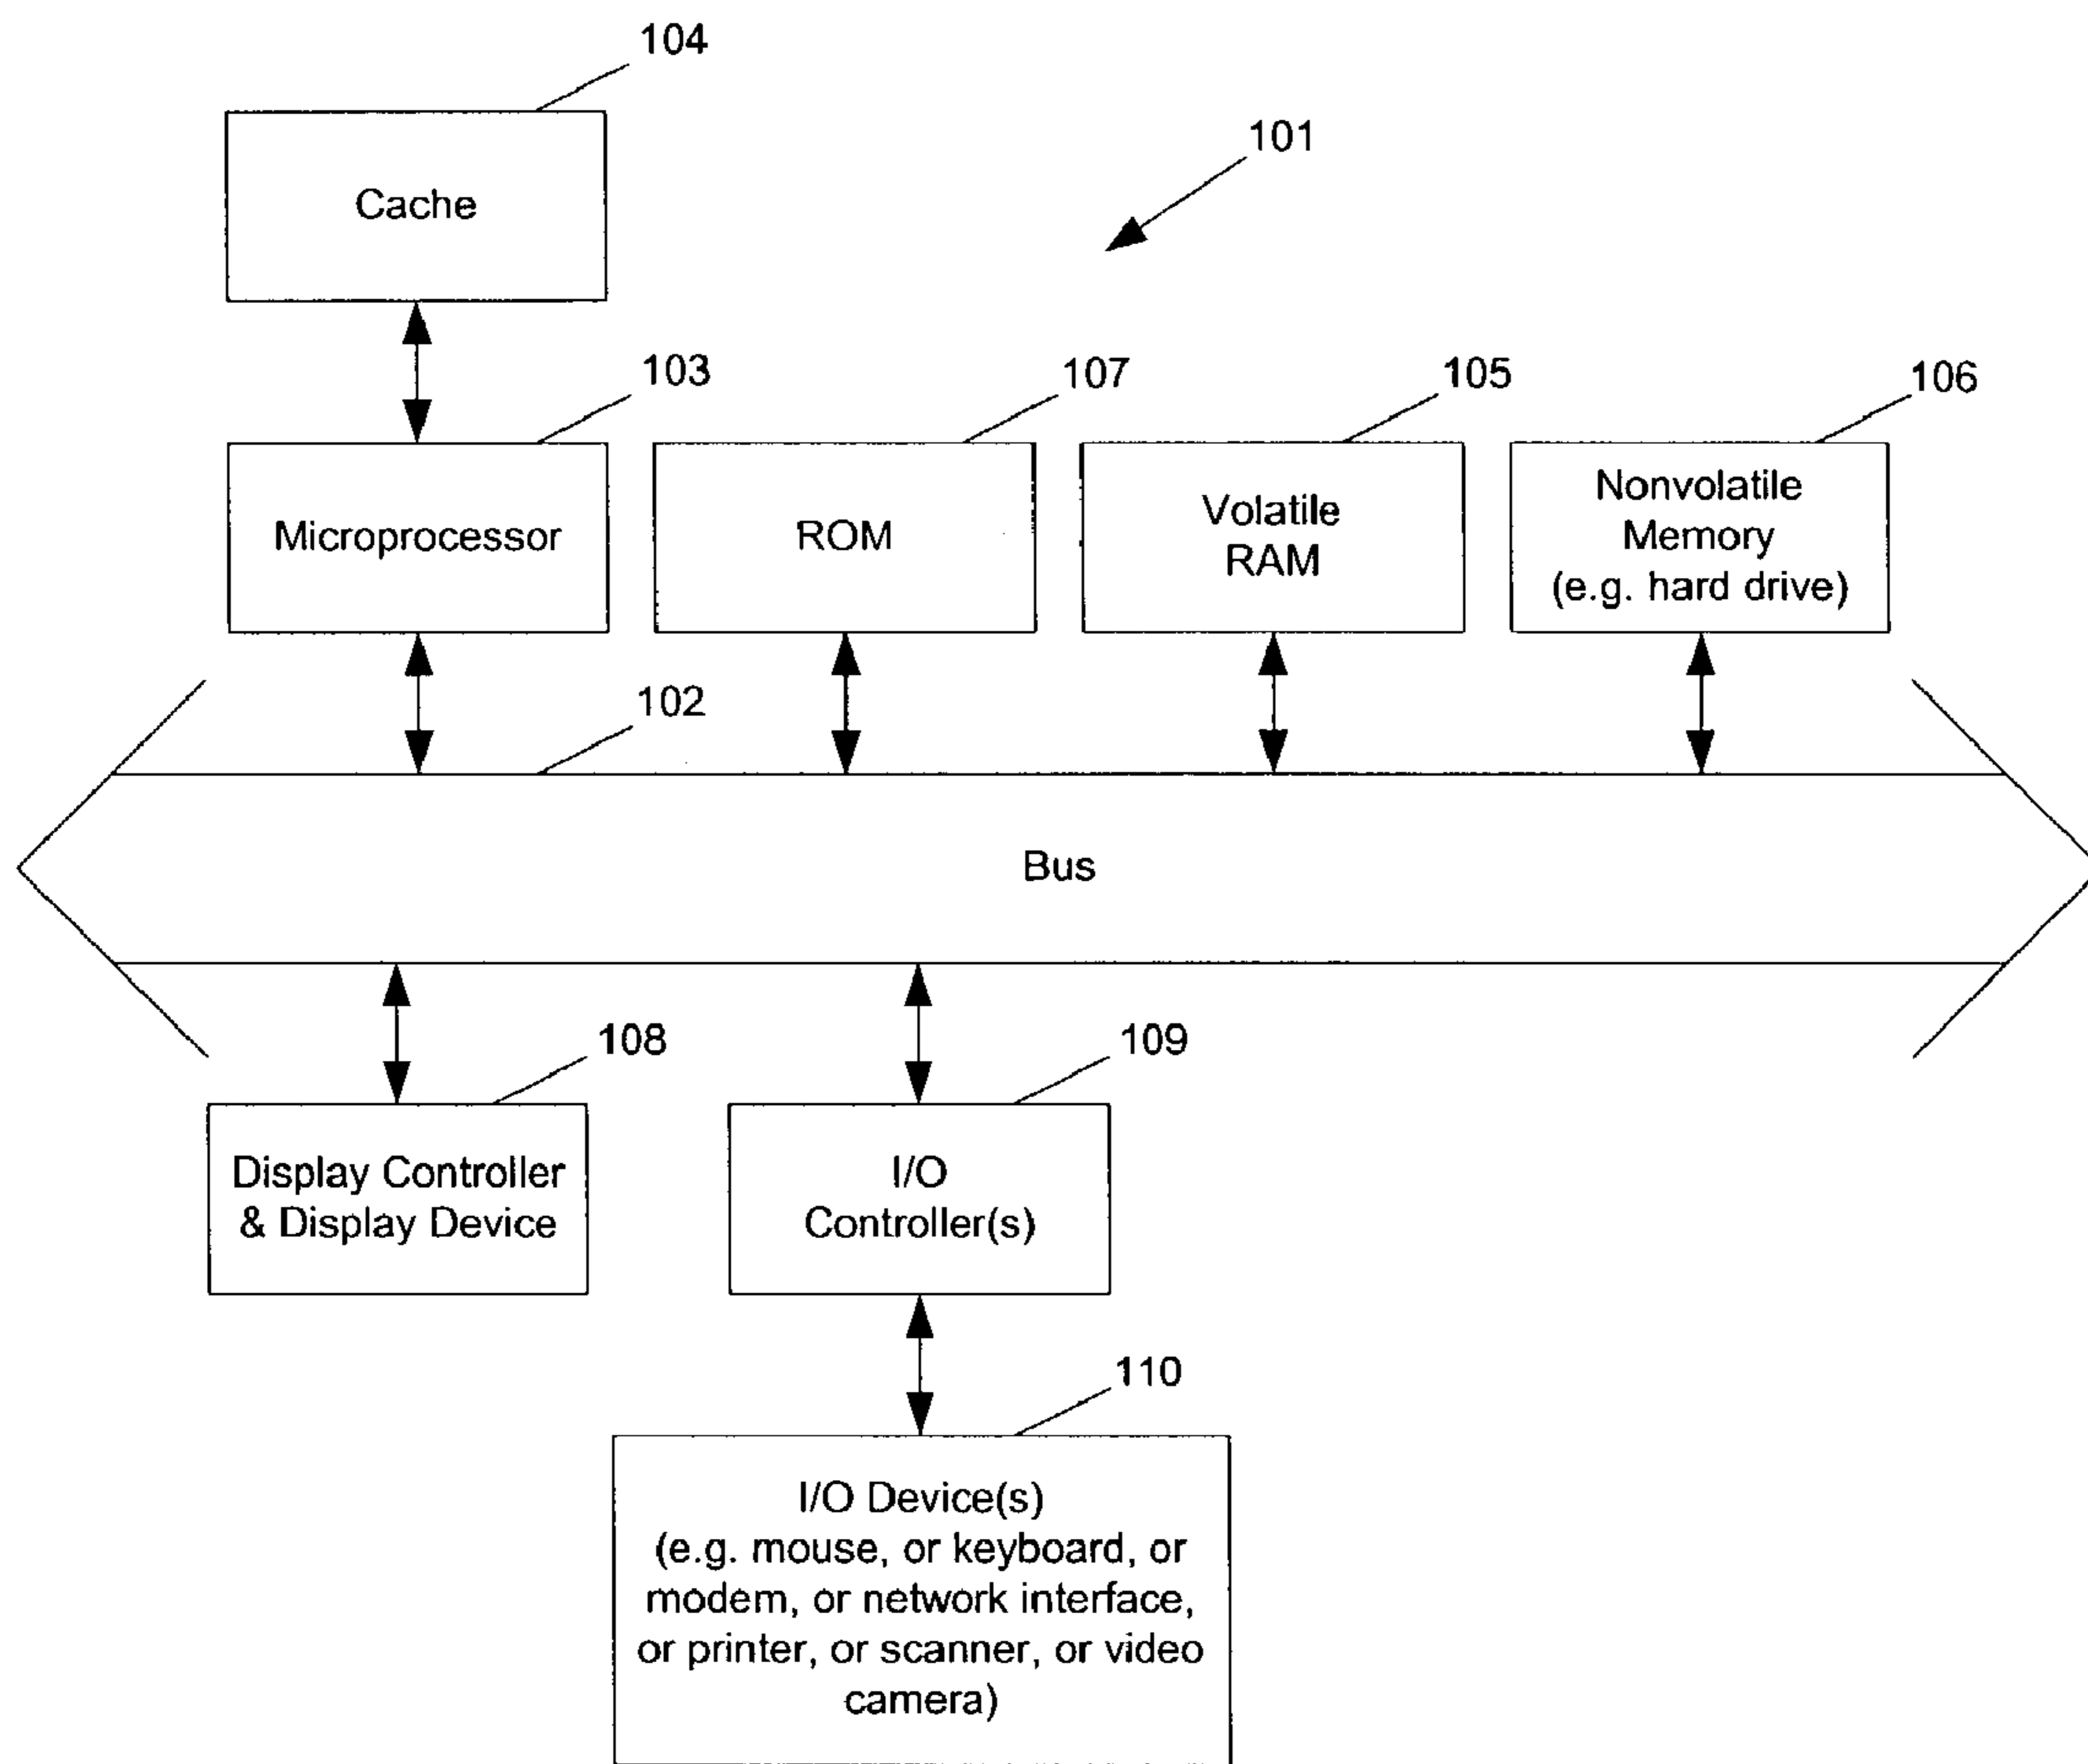 104
Cache
101
103
107
105
106
Microprocessor
ROM
Volatile
RAM
Nonvolatile
Memory
(e.g. hard drive)
102
Bus
108
109
Display Controller
& Display Device
I/O
Controller(s)
110
I/O Device(s)
(e.g. mouse, or keyboard, or
modem, or network interface,
or printer, or scanner, or video
camera)